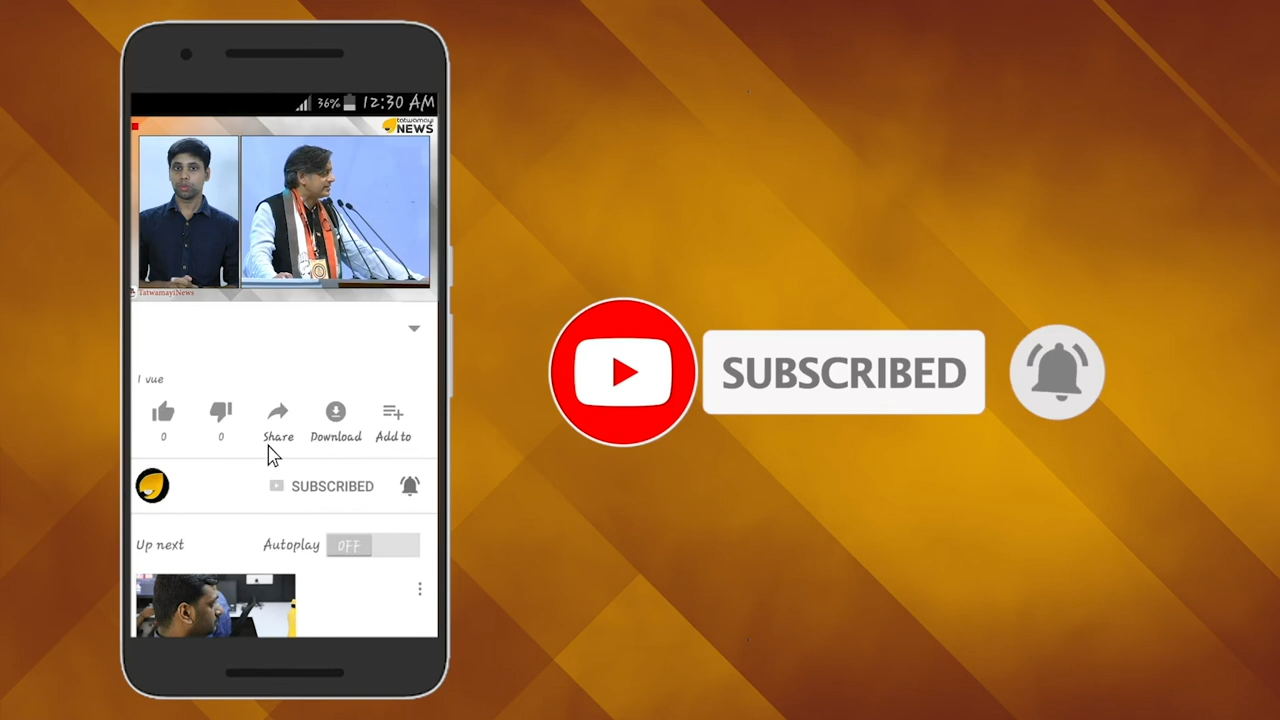 36% 12:30 AM
tatwamayi
NEWS
TatwamayiNews
1 vue
0 0 Share Download Add to
SUBSCRIBED
Up next Autoplay OFF
SUBSCRIBED